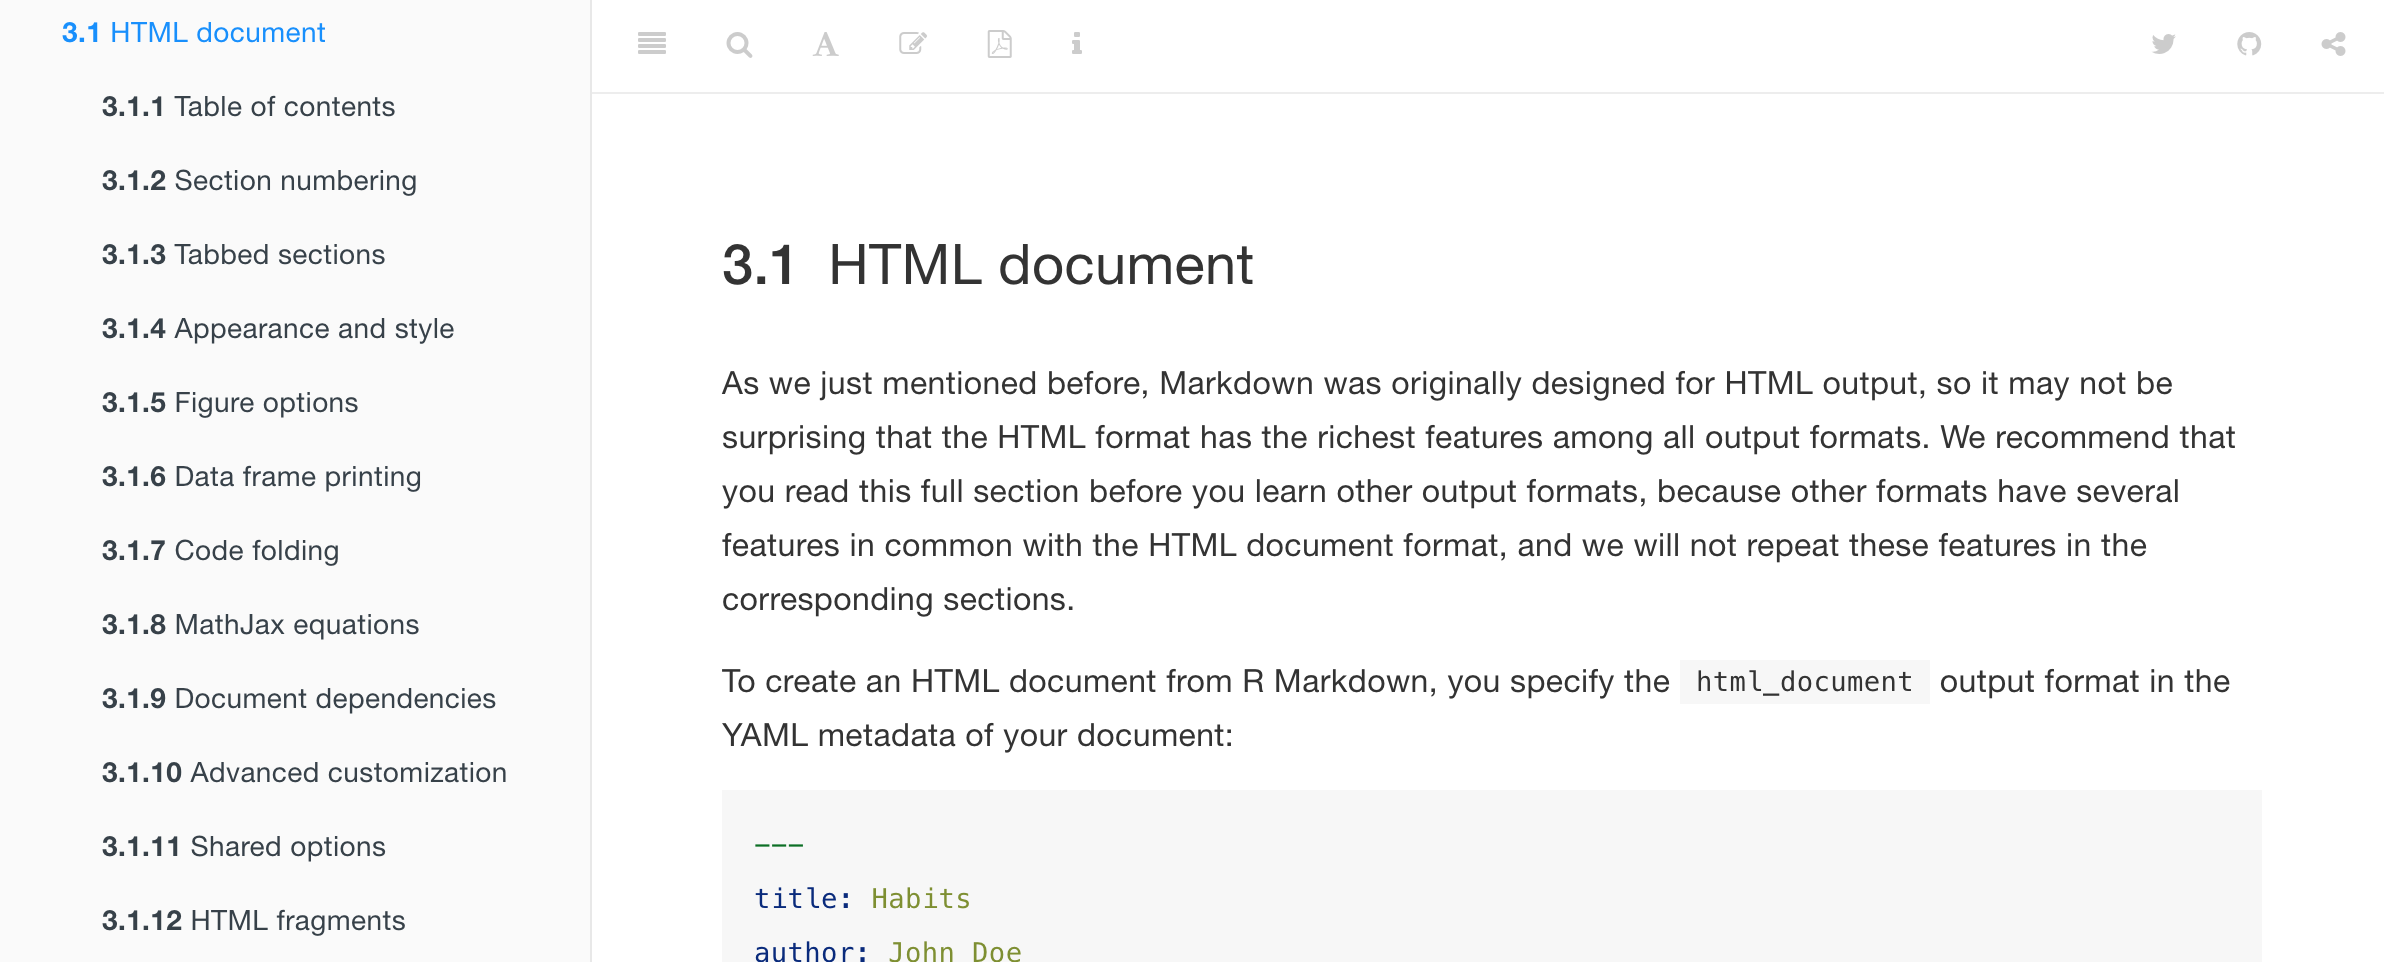 3.1 HTML document
3.1.1 Table of contents
3.1.2 Section numbering
3.1.3 Tabbed sections
3.1.4 Appearance and style
3.1.5 Figure options
3.1.6 Data frame printing
3.1.7 Code folding
3.1.8 MathJax equations
3.1.9 Document dependencies
3.1.10 Advanced customization
3.1.11 Shared options
3.1.12 HTML fragments
3.1 HTML document
As we just mentioned before, Markdown was originally designed for HTML output, so it may not be
surprising that the HTML format has the richest features among all output formats. We recommend that
you read this full section before you learn other output formats, because other formats have several
features in common with the HTML document format, and we will not repeat these features in the
corresponding sections.
To create an HTML document from R Markdown, you specify the html_document output format in the
YAML metadata of your document:
---
title: Habits
author: John Doe